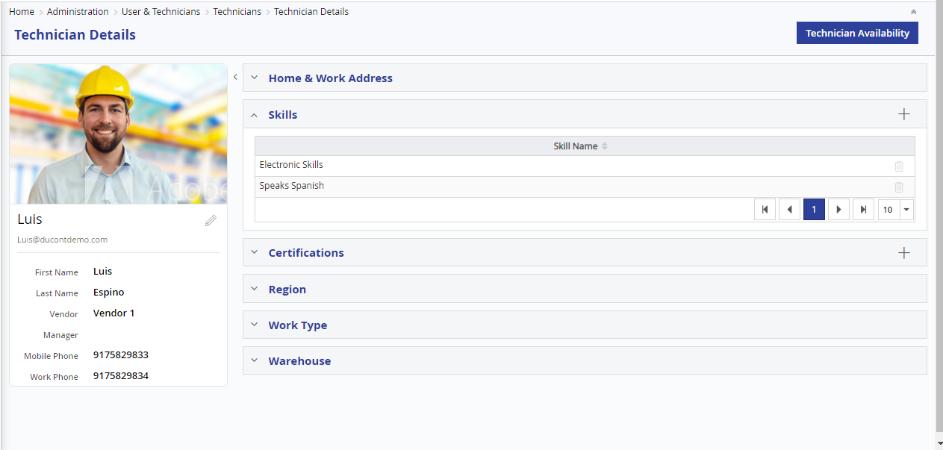 Home > Administration > User & Technicians > Technicians > Technician Details
Technician Details
Technician Availability
Adobe
Luis
Luis@ducontdemo.com
First Name Luis
Last Name Espino
Vendor Vendor 1
Manager
Mobile Phone 9175829833
Work Phone 9175829834
Home & Work Address
Skills
Skill Name
Electronic Skills
Speaks Spanish
1
10
Certifications
Region
Work Type
Warehouse